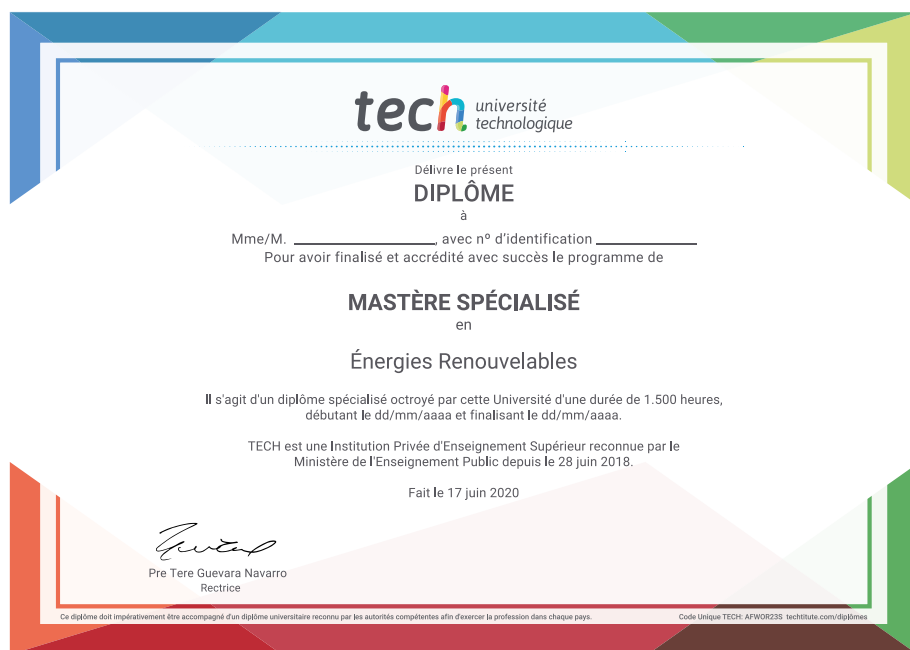 tech université
technologique
Délivre le présent
DIPLÔME
à
Mme/M. ____________________, avec nº d'identification ______________
Pour avoir finalisé et accrédité avec succès le programme de
MASTÈRE SPÉCIALISÉ
en
Énergies Renouvelables
Il s'agit d'un diplôme spécialisé octroyé par cette Université d'une durée de 1.500 heures,
débutant le dd/mm/aaaa et finalisant le dd/mm/aaaa.
TECH est une Institution Privée d'Enseignement Supérieur reconnue par le
Ministère de l'Enseignement Public depuis le 28 juin 2018.
Fait le 17 juin 2020
Pre Tere Guevara Navarro
Rectrice
Ce diplôme doit impérativement être accompagné d'un diplôme universitaire reconnu par les autorités compétentes afin d'exercer la profession dans chaque pays.
Code Unique TECH: AFWOR23S techtitute.com/diplômes